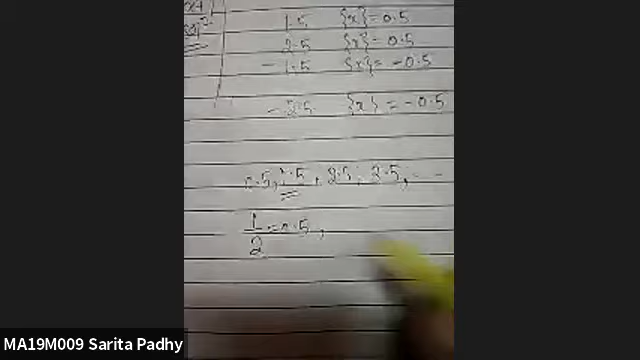 1.5 {x} = 0.5
2.5 {x} = 0.5
- 1.5 {x} = -0.5
- 2.5 {x} = -0.5
0.5, 1.5, 2.5, 3.5, - -
1/2 = 0.5,
MA19M009 Sarita Padhy